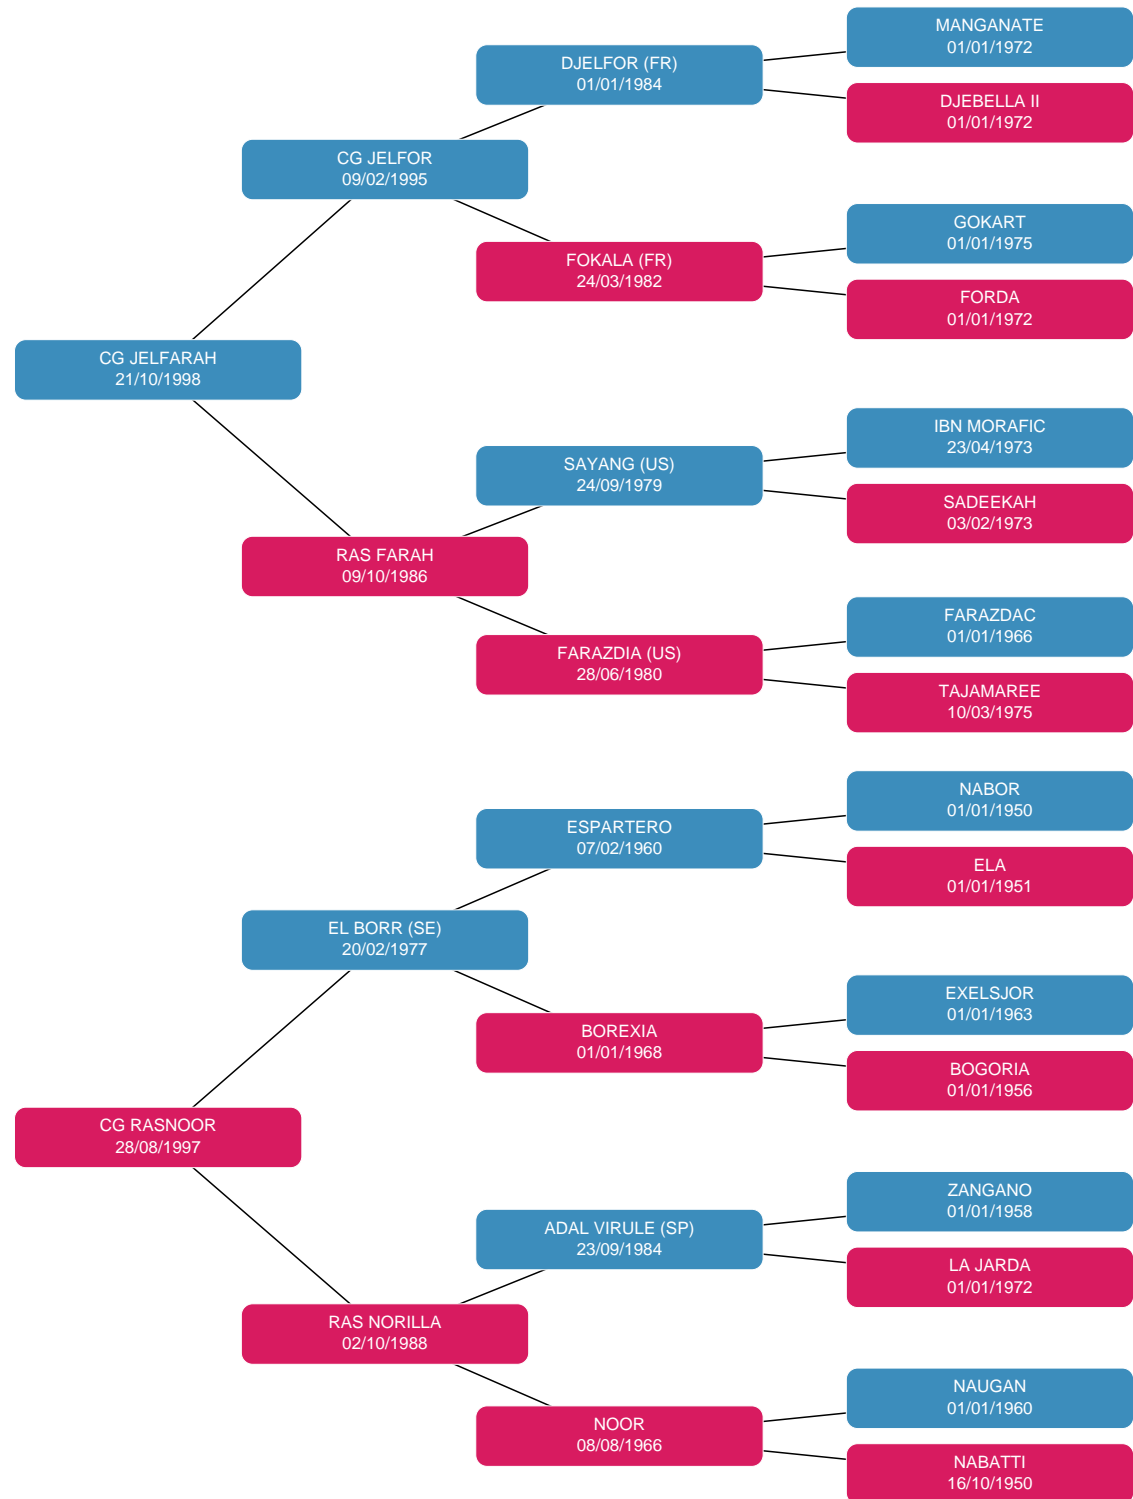 MANGANATE
01/01/1972
DJELFOR (FR)
01/01/1984
DJEBELLA II
01/01/1972
CG JELFOR
09/02/1995
GOKART
01/01/1975
FOKALA (FR)
24/03/1982
FORDA
01/01/1972
CG JELFARAH
21/10/1998
IBN MORAFIC
23/04/1973
SAYANG (US)
24/09/1979
SADEEKAH
03/02/1973
RAS FARAH
09/10/1986
FARAZDAC
01/01/1966
FARAZDIA (US)
28/06/1980
TAJAMAREE
10/03/1975
NABOR
01/01/1950
ESPARTERO
07/02/1960
ELA
01/01/1951
EL BORR (SE)
20/02/1977
EXELSJOR
01/01/1963
BOREXIA
01/01/1968
BOGORIA
01/01/1956
CG RASNOOR
28/08/1997
ZANGANO
01/01/1958
ADAL VIRULE (SP)
23/09/1984
LA JARDA
01/01/1972
RAS NORILLA
02/10/1988
NAUGAN
01/01/1960
NOOR
08/08/1966
NABATTI
16/10/1950